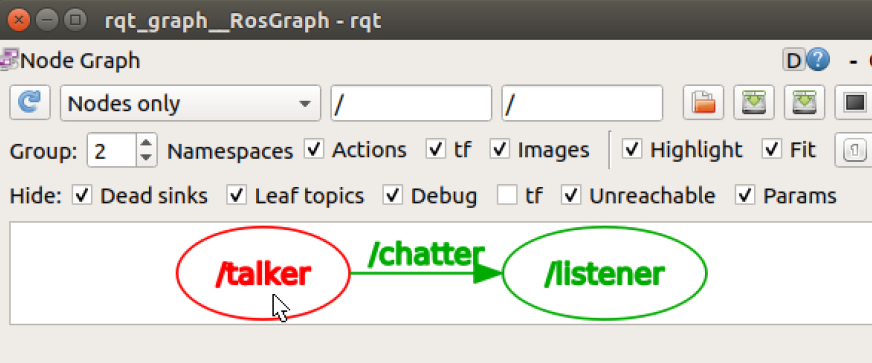 rqt_graph__RosGraph - rqt
Node Graph D ? -
Nodes only / /
Group: 2 Namespaces Actions tf Images Highlight Fit
Hide: Dead sinks Leaf topics Debug tf Unreachable Params
/chatter
/talker /listener